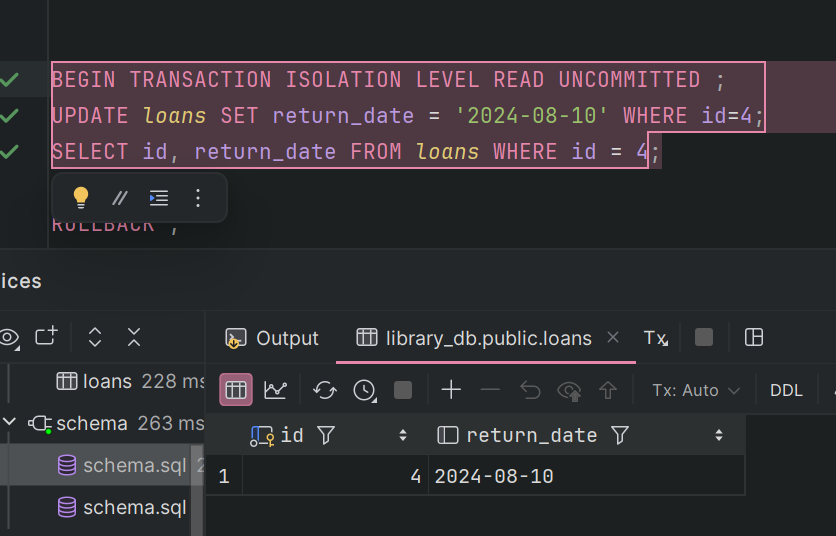 BEGIN TRANSACTION ISOLATION LEVEL READ UNCOMMITTED ;
UPDATE loans SET return_date = '2024-08-10' WHERE id=4;
SELECT id, return_date FROM loans WHERE id = 4;
ROLLBACK ;
ices
Output
library_db.public.loans
Tx
loans 228 ms
Tx: Auto
DDL
schema 263 ms
id
return_date
schema.sql 2
1
4
2024-08-10
schema.sql